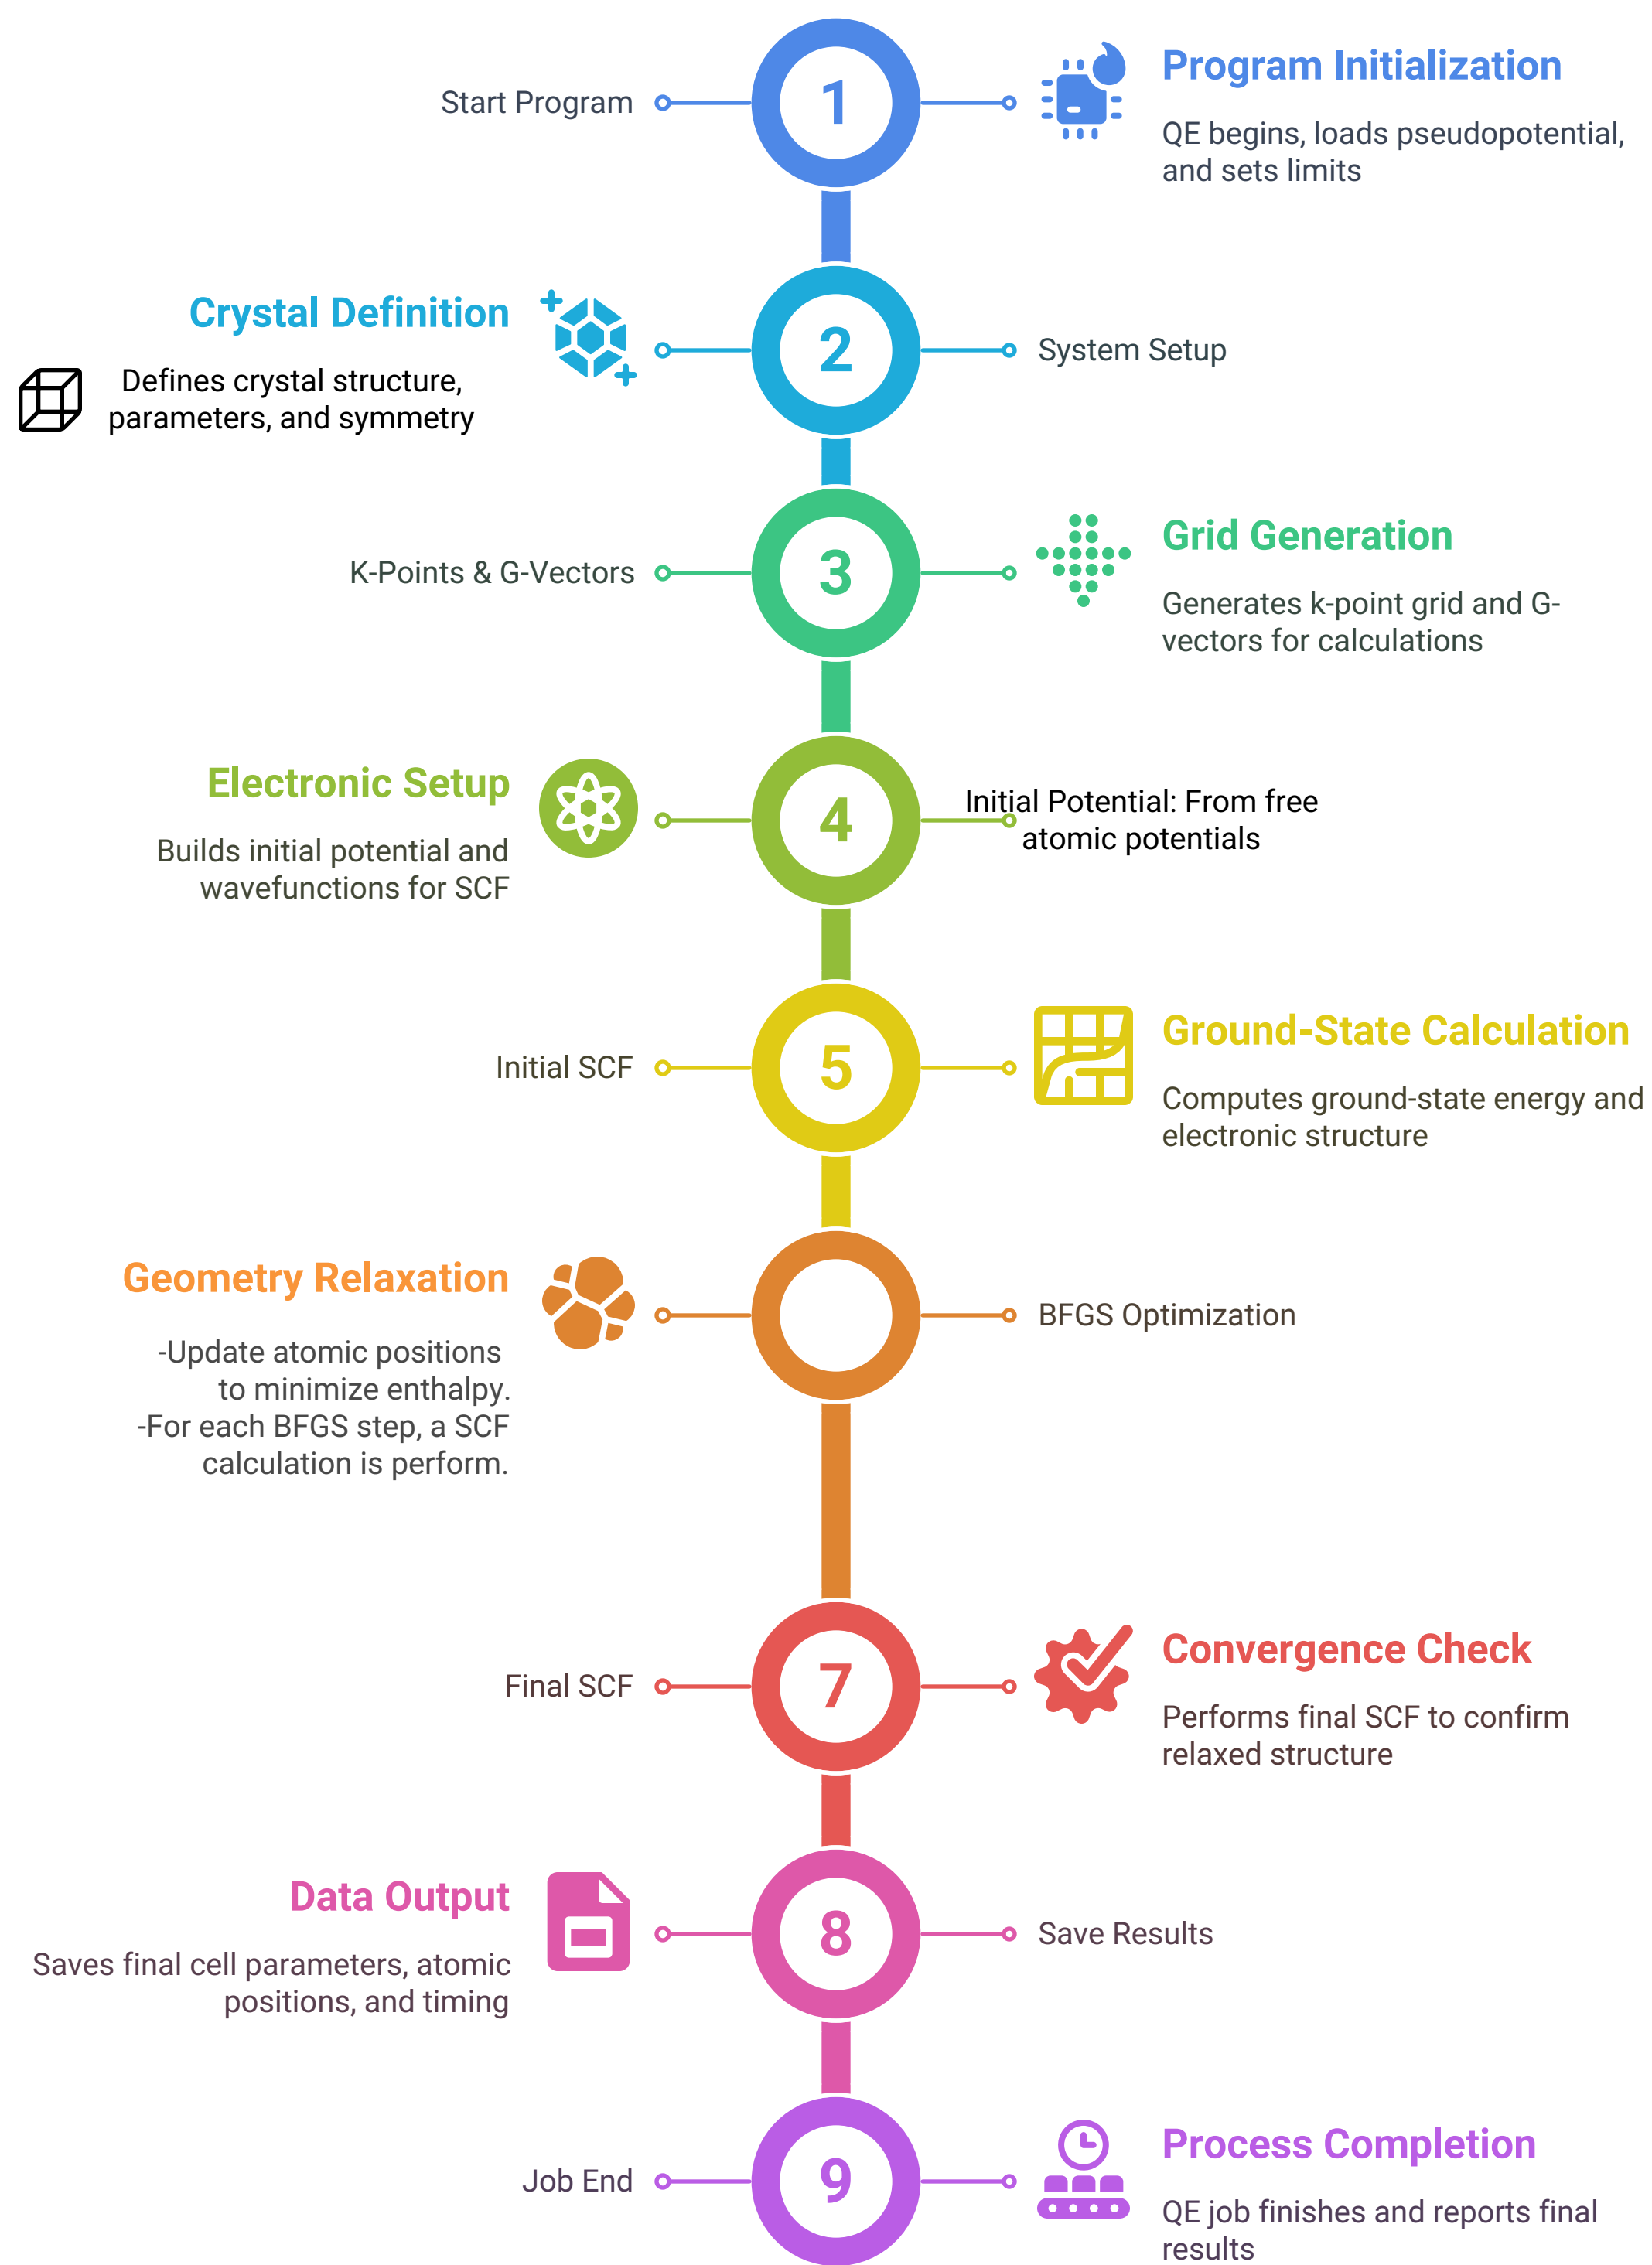 Start Program
1
Program Initialization
QE begins, loads pseudopotential,
and sets limits
Crystal Definition
Defines crystal structure,
parameters, and symmetry
2
System Setup
K-Points & G-Vectors
3
Grid Generation
Generates k-point grid and G-
vectors for calculations
Electronic Setup
Builds initial potential and
wavefunctions for SCF
4
Initial Potential: From free
atomic potentials
Initial SCF
5
Ground-State Calculation
Computes ground-state energy and
electronic structure
Geometry Relaxation
-Update atomic positions
to minimize enthalpy.
-For each BFGS step, a SCF
calculation is perform.
BFGS Optimization
Final SCF
7
Convergence Check
Performs final SCF to confirm
relaxed structure
Data Output
Saves final cell parameters, atomic
positions, and timing
8
Save Results
Job End
9
Process Completion
QE job finishes and reports final
results